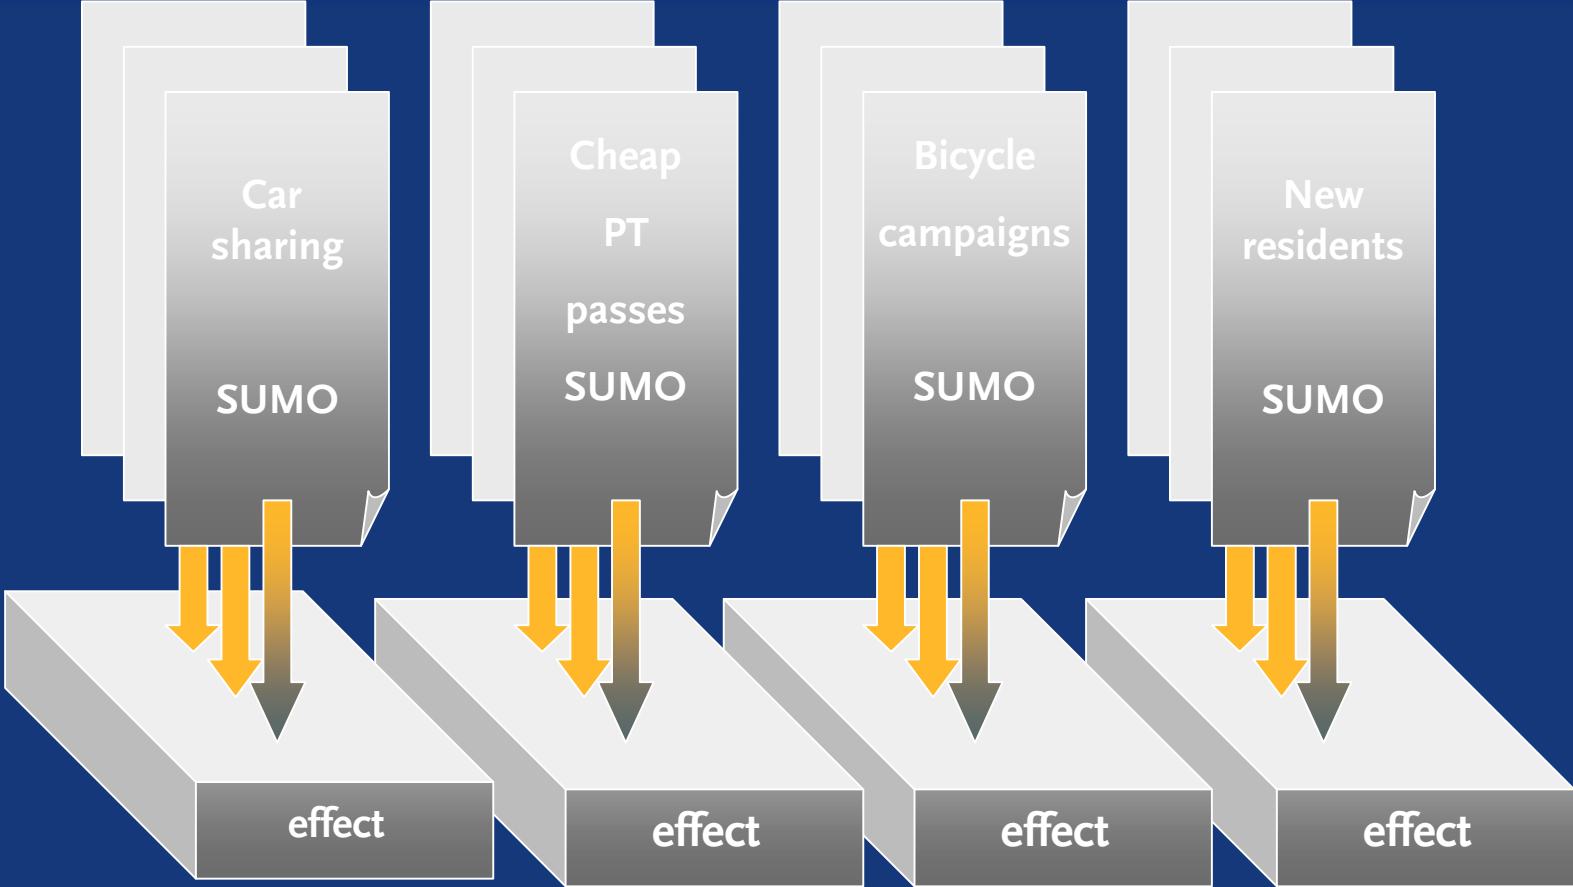 Car
sharing
SUMO
Cheap
PT
passes
SUMO
Bicycle
campaigns
SUMO
New
residents
SUMO
effect
effect
effect
effect